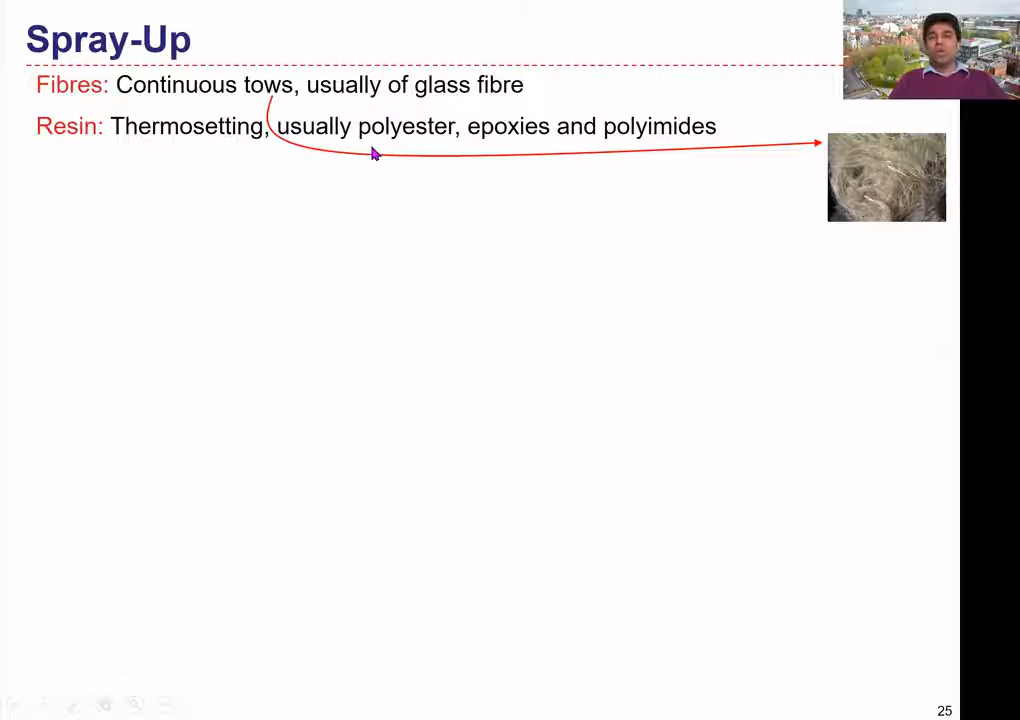 Spray-Up
Fibres: Continuous tows, usually of glass fibre
Resin: Thermosetting, usually polyester, epoxies and polyimides
25